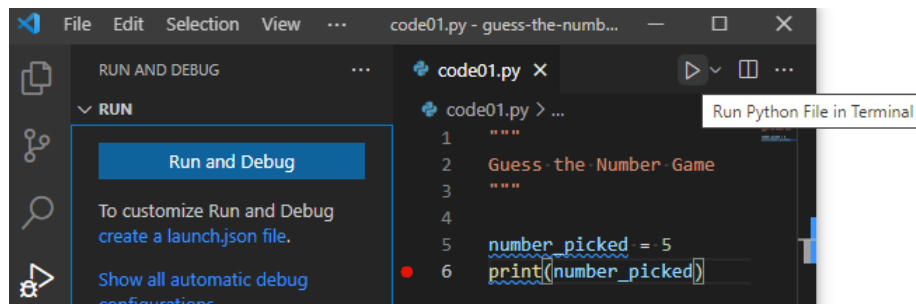 File Edit Selection View ··· code01.py - guess-the-numb...
RUN AND DEBUG ···
code01.py
RUN
code01.py > ...
Run Python File in Terminal
1 """
2 Guess the Number Game
3 """
4
5 number_picked = 5
6 print(number_picked)
Run and Debug
To customize Run and Debug
create a launch.json file.
Show all automatic debug
configurations